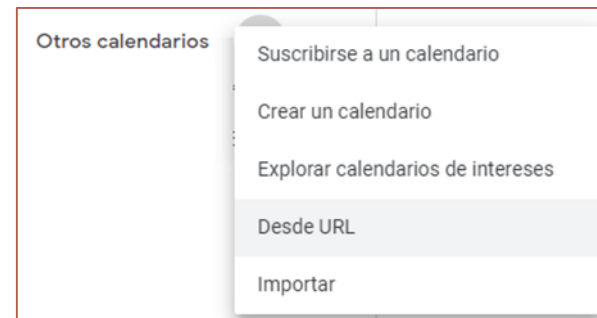 Otros calendarios
Suscribirse a un calendario
Crear un calendario
Explorar calendarios de intereses
Desde URL
Importar